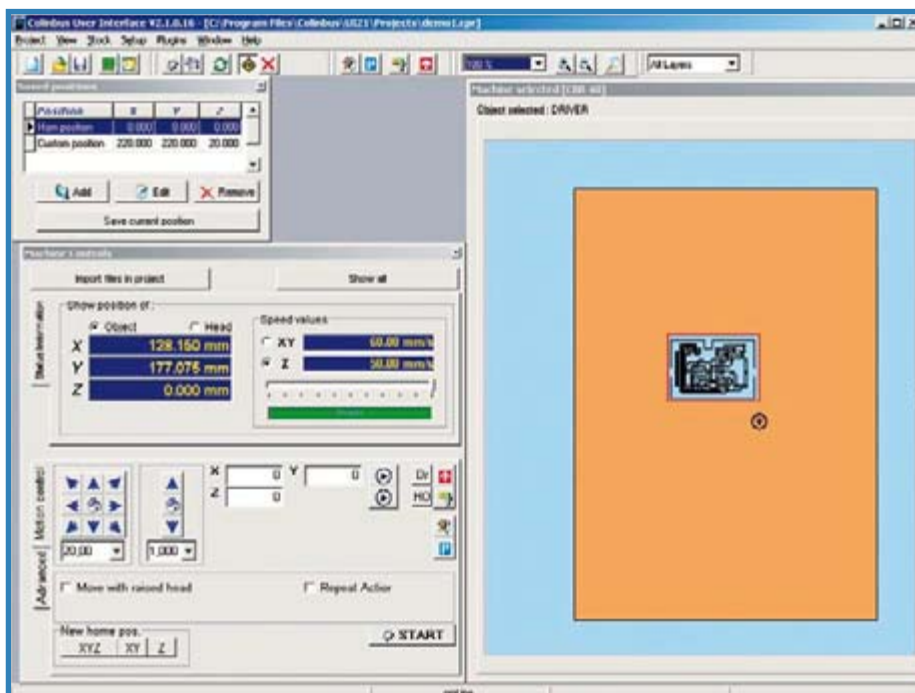 Colinbus User Interface V2.1.0.16 - [C:\Program Files\Colinbus\UI21\Projects\demo1.cpr]
Project View Stock Setup Plugins Window Help
100 % All Layers
Saved positions
Position X Y Z
Hom position 0.000 0.000 0.000
Custom position 220.000 220.000 20.000
Add Edit Remove
Save current position
Machine selected
Object selected : DRIVER
Machine controls
Import files in project Show all
Status information
Show position of :
Object Head
X 128.150 mm
Y 177.075 mm
Z 0.000 mm
Speed values
XY 60.00 mm/s
Z 50.00 mm/s
Motion control
Advanced
X 0 Y 0
Z 0
Dr
HO
20,00 1,000
Move with raised head Repeat Action
New home pos.
XYZ XY Z
START